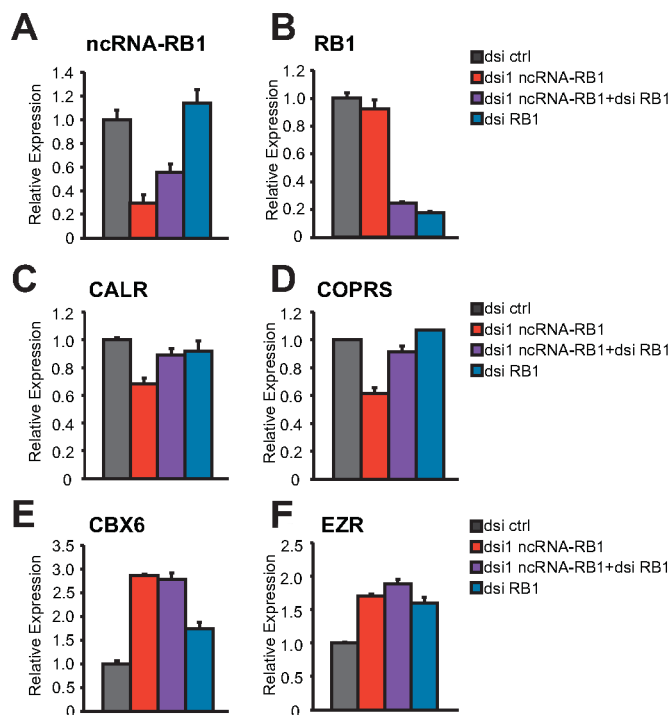 A
ncRNA-RB1
Relative Expression
1.4
1.2
1.0
0.8
0.6
0.4
0.2
0
B
RB1
Relative Expression
1.2
1.0
0.8
0.6
0.4
0.2
0
dsi ctrl
dsi1 ncRNA-RB1
dsi1 ncRNA-RB1+dsi RB1
dsi RB1
C
CALR
Relative Expression
1.2
1.0
0.8
0.6
0.4
0.2
0
D
COPRS
Relative Expression
1.2
1.0
0.8
0.6
0.4
0.2
0
dsi ctrl
dsi1 ncRNA-RB1
dsi1 ncRNA-RB1+dsi RB1
dsi RB1
E
CBX6
Relative Expression
3.5
3.0
2.5
2.0
1.5
1.0
0.5
0
F
EZR
Relative Expression
2.5
2.0
1.5
1.0
0.5
0
dsi ctrl
dsi1 ncRNA-RB1
dsi1 ncRNA-RB1+dsi RB1
dsi RB1